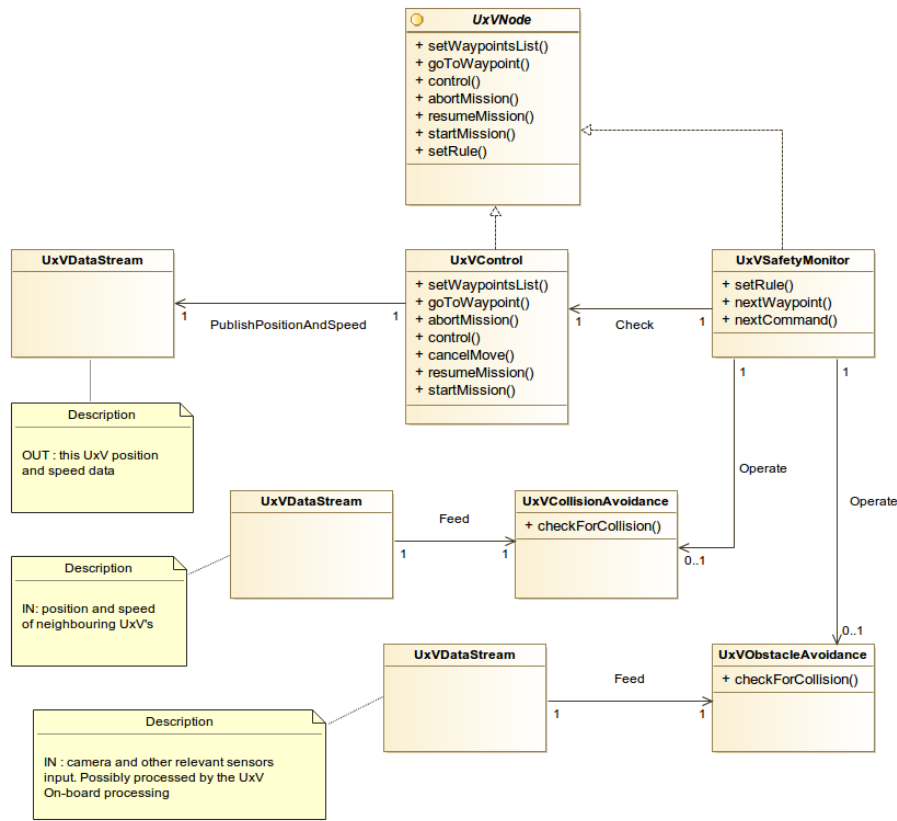 UxVNode
+ setWaypointsList()
+ goToWaypoint()
+ control()
+ abortMission()
+ resumeMission()
+ startMission()
+ setRule()
UxVDataStream
UxVControl
+ setWaypointsList()
+ goToWaypoint()
+ abortMission()
+ control()
+ cancelMove()
+ resumeMission()
+ startMission()
UxVSafetyMonitor
+ setRule()
+ nextWaypoint()
+ nextCommand()
1
PublishPositionAndSpeed
1
1
Check
1
1
1
Description
OUT : this UxV position
and speed data
Operate
Operate
UxVDataStream
Feed
1
1
UxVCollisionAvoidance
+ checkForCollision()
0..1
Description
IN: position and speed
of neighbouring UxV's
0..1
UxVDataStream
Feed
1
1
UxVObstacleAvoidance
+ checkForCollision()
Description
IN : camera and other relevant sensors
input. Possibly processed by the UxV
On-board processing